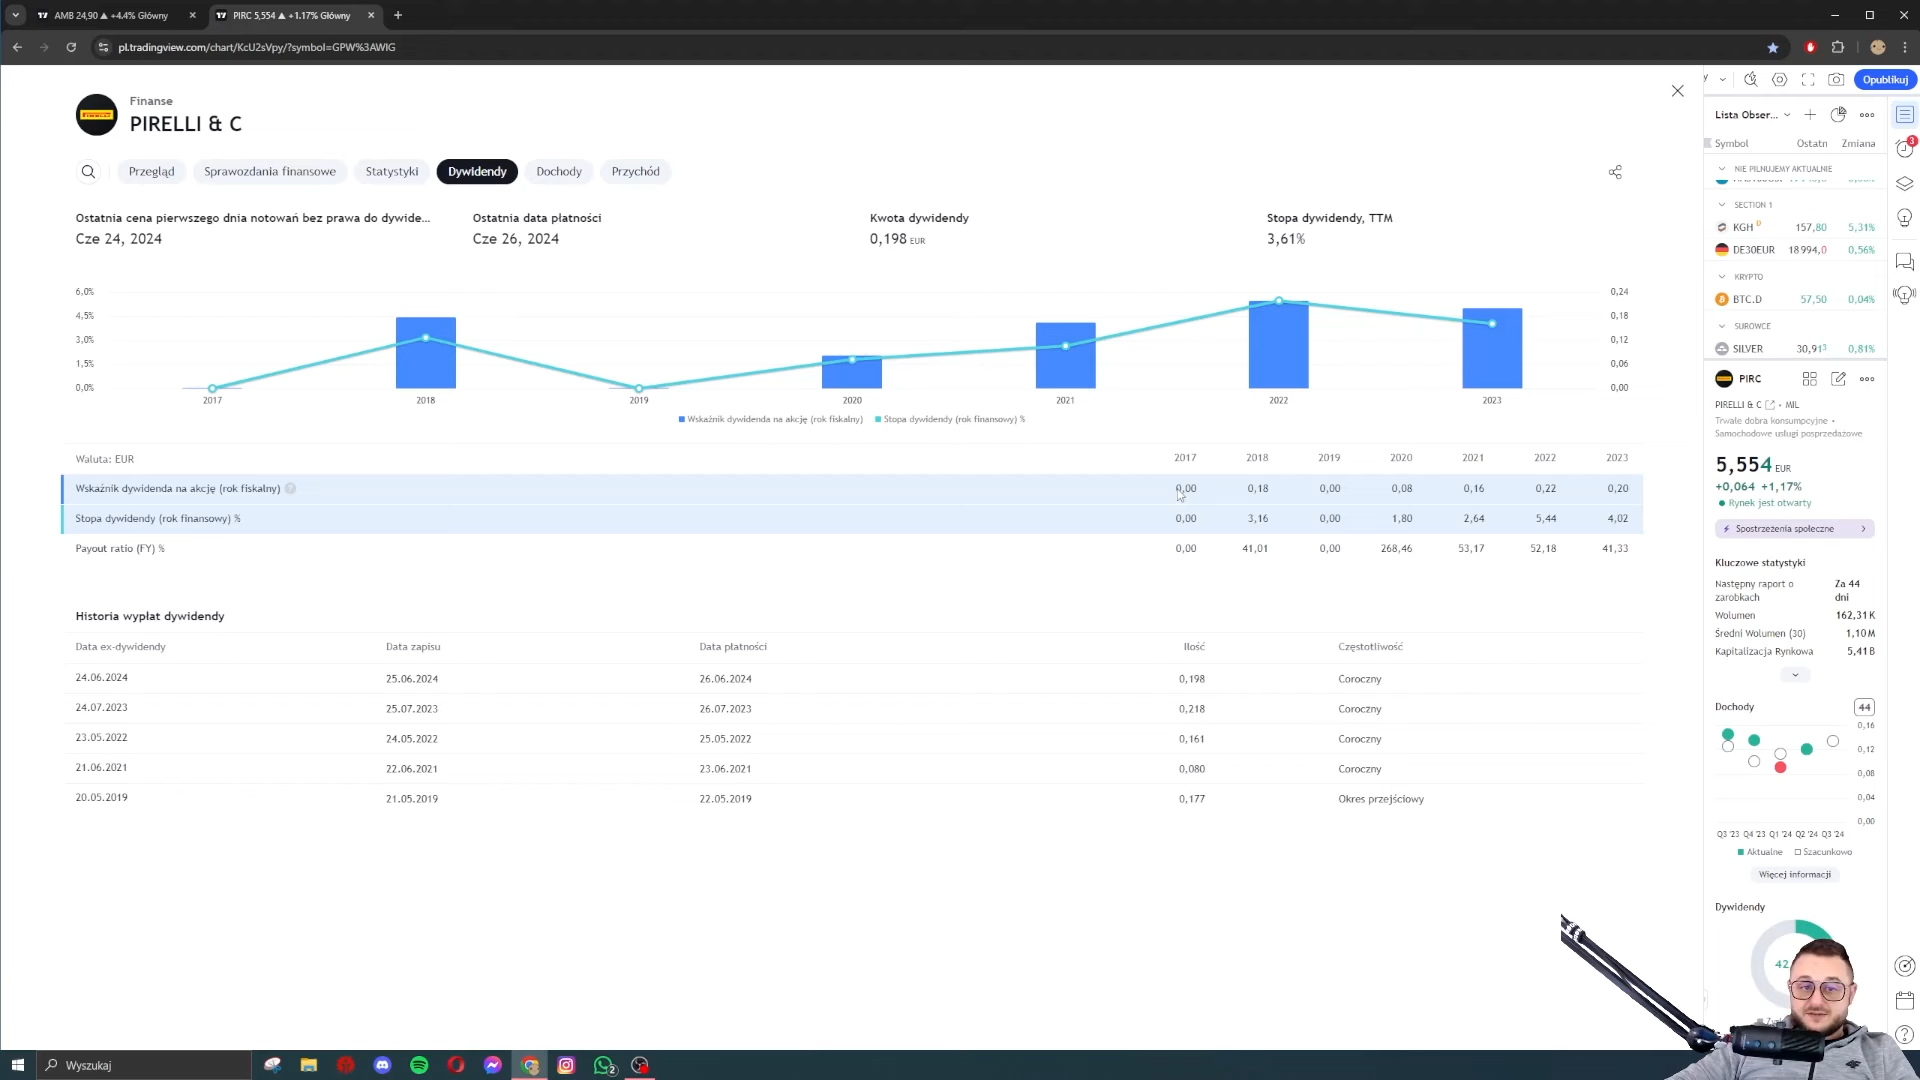 AMB 24,90 ▲ +4.4% Główny
PIRC 5,554 ▲ +1.17% Główny
pl.tradingview.com/chart/KcU2sVpy/?symbol=GPW%3AWIG
Finanse
PIRELLI & C
PIRELLI
Przegląd
Sprawozdania finansowe
Statystyki
Dywidendy
Dochody
Przychód
Ostatnia cena pierwszego dnia notowań bez prawa do dywide...
Cze 24, 2024
Ostatnia data płatności
Cze 26, 2024
Kwota dywidendy
0,198 EUR
Stopa dywidendy, TTM
3,61%
6,0%
4,5%
3,0%
1,5%
0,0%
0,24
0,18
0,12
0,06
0,00
2017 2018 2019 2020 2021 2022 2023
Wskaźnik dywidenda na akcję (rok fiskalny) Stopa dywidendy (rok finansowy) %
Waluta: EUR 2017 2018 2019 2020 2021 2022 2023
Wskaźnik dywidenda na akcję (rok fiskalny) ? 0,00 0,18 0,00 0,08 0,16 0,22 0,20
Stopa dywidendy (rok finansowy) % 0,00 3,16 0,00 1,80 2,64 5,44 4,02
Payout ratio (FY) % 0,00 41,01 0,00 268,46 53,17 52,18 41,33
Historia wypłat dywidendy
Data ex-dywidendy Data zapisu Data płatności Ilość Częstotliwość
24.06.2024 25.06.2024 26.06.2024 0,198 Coroczny
24.07.2023 25.07.2023 26.07.2023 0,218 Coroczny
23.05.2022 24.05.2022 25.05.2022 0,161 Coroczny
21.06.2021 22.06.2021 23.06.2021 0,080 Coroczny
20.05.2019 21.05.2019 22.05.2019 0,177 Okres przejściowy
Opublikuj
Lista Obser...
Symbol Ostatn Zmiana
NIE PILNUJEMY AKTUALNIE
SECTION 1
KGH D 157,80 5,31%
DE30EUR 18 994,0 0,56%
KRYPTO
BTC.D 57,50 0,04%
SUROWCE
SILVER 30,913 0,81%
PIRC
PIRELLI & C • MIL
Trwałe dobra konsumpcyjne •
Samochodowe usługi posprzedażowe
5,554 EUR
+0,064 +1,17%
Rynek jest otwarty
Spostrzeżenia społeczne
Kluczowe statystyki
Następny raport o zarobkach Za 44 dni
Wolumen 162,31K
Średni Wolumen (30) 1,10M
Kapitalizacja Rynkowa 5,41B
Dochody 44
0,16
0,12
0,08
0,04
0,00
Q3 '23 Q4 '23 Q1 '24 Q2 '24 Q3 '24
Aktualne Szacunkowo
Więcej informacji
Dywidendy
42
3
Wyszukaj
2